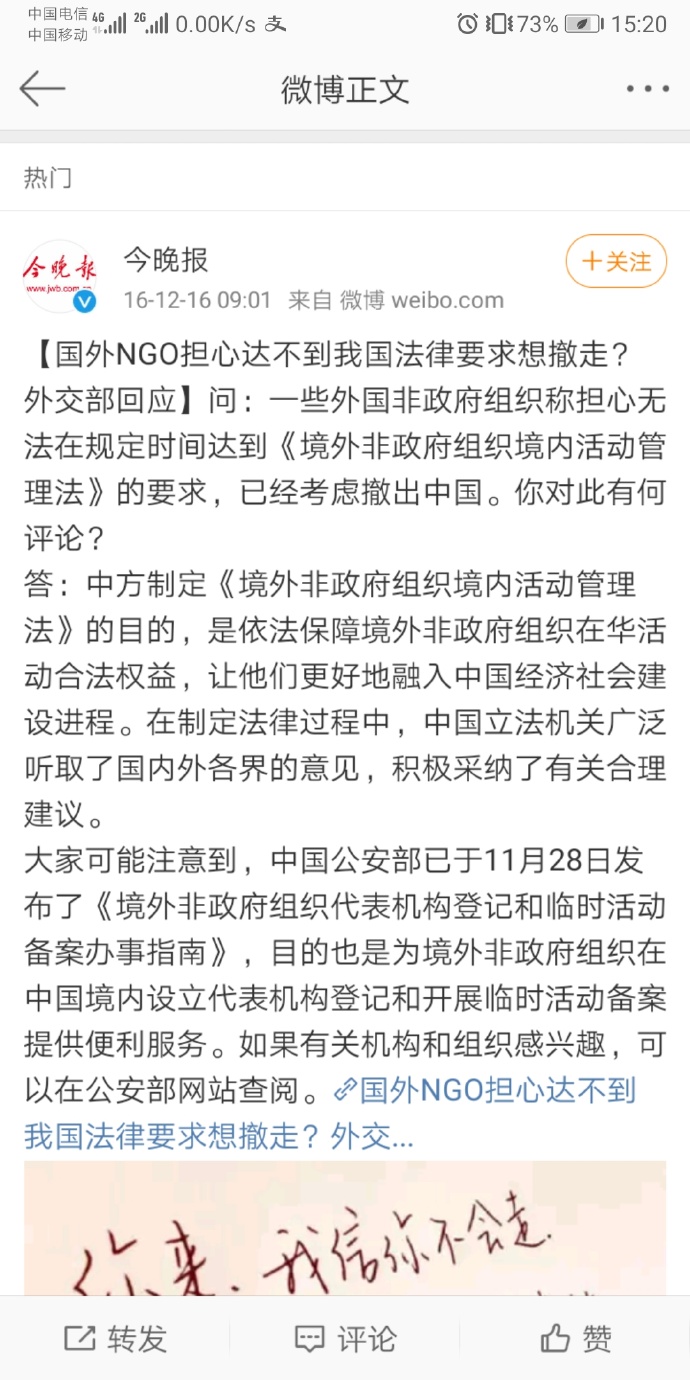 中国电信 4G 2G 0.00K/s 支 73% 15:20
中国移动
微博正文
热门
今晚报
今晚報
www.jwb.com.cn
+关注
16-12-16 09:01 来自 微博 weibo.com
【国外NGO担心达不到我国法律要求想撤走？
外交部回应】问：一些外国非政府组织称担心无
法在规定时间达到《境外非政府组织境内活动管
理法》的要求，已经考虑撤出中国。你对此有何
评论？
答：中方制定《境外非政府组织境内活动管理
法》的目的，是依法保障境外非政府组织在华活
动合法权益，让他们更好地融入中国经济社会建
设进程。在制定法律过程中，中国立法机关广泛
听取了国内外各界的意见，积极采纳了有关合理
建议。
大家可能注意到，中国公安部已于11月28日发
布了《境外非政府组织代表机构登记和临时活动
备案办事指南》，目的也是为境外非政府组织在
中国境内设立代表机构登记和开展临时活动备案
提供便利服务。如果有关机构和组织感兴趣，可
以在公安部网站查阅。国外NGO担心达不到
我国法律要求想撤走？外交...
你来.我信你不会走.
转发 评论 赞